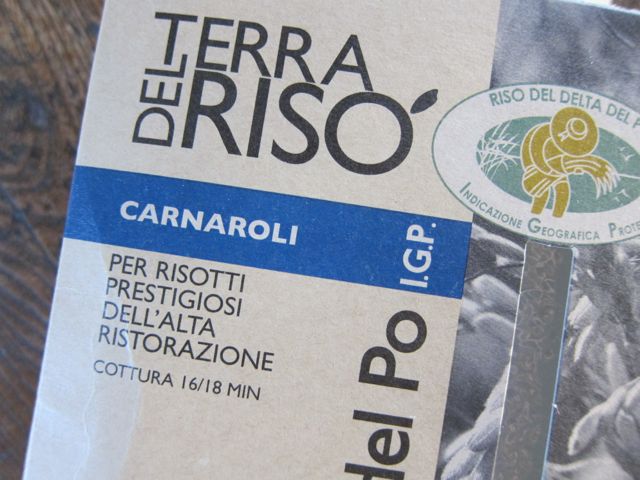 DEL TERRA
RISO
RISO DEL DELTA DEL
INDICAZIONE GEOGRAFICA
CARNAROLI
I.G.P.
PER RISOTTI
PRESTIGIOSI
DELL'ALTA
RISTORAZIONE
COTTURA 16/18 MIN
del Po